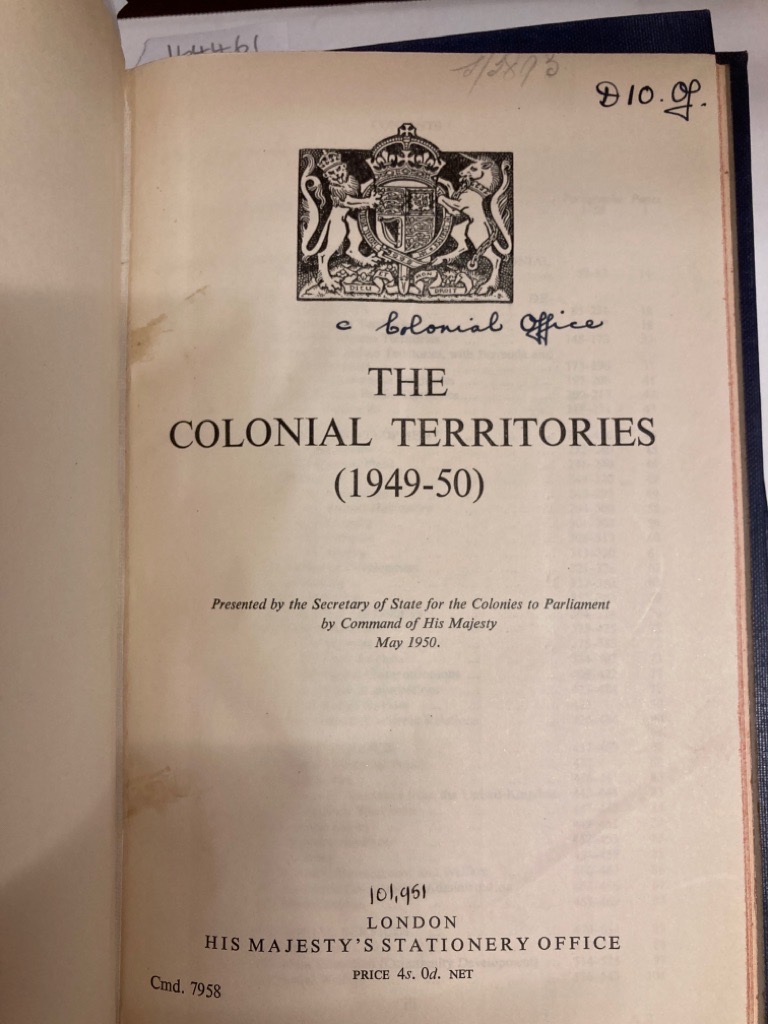 164461
D10. Of.
DIEU ET MON DROIT
c Colonial Office
THE
COLONIAL TERRITORIES
(1949-50)
Presented by the Secretary of State for the Colonies to Parliament
by Command of His Majesty
May 1950.
101,951
LONDON
HIS MAJESTY'S STATIONERY OFFICE
PRICE 4s. 0d. NET
Cmd. 7958